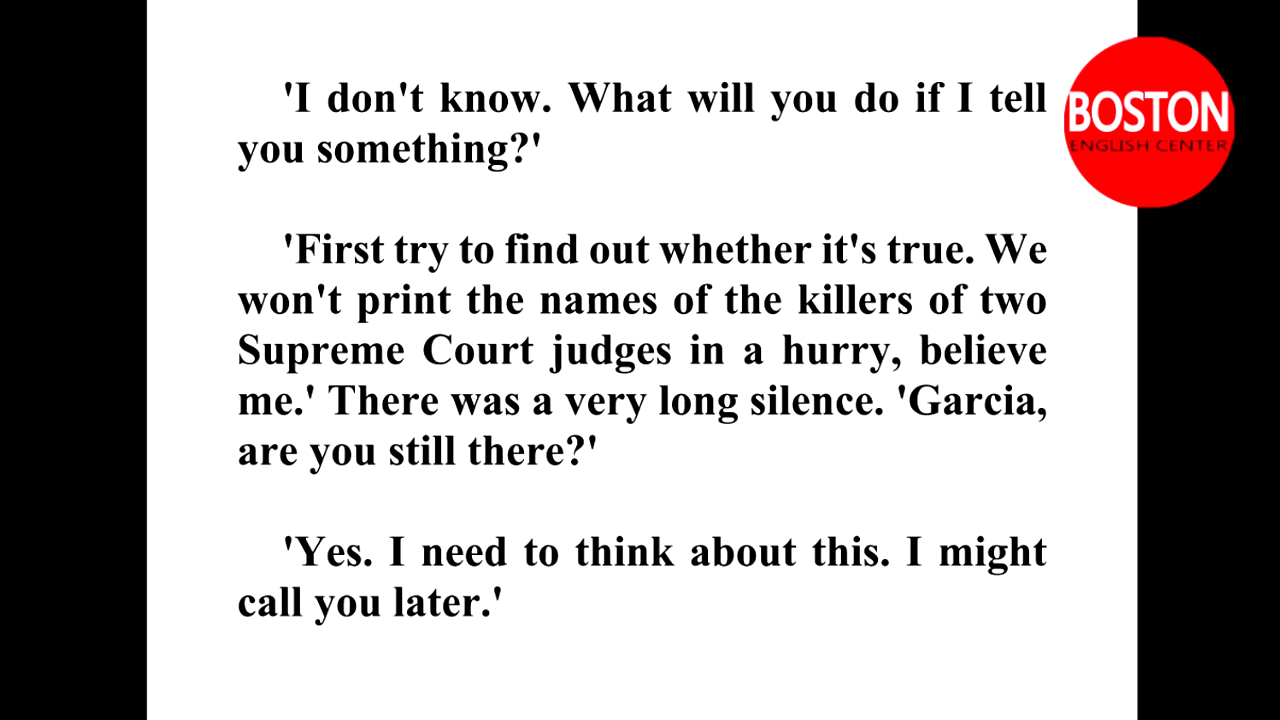 'I don't know. What will you do if I tell
you something?'
'First try to find out whether it's true. We
won't print the names of the killers of two
Supreme Court judges in a hurry, believe
me.' There was a very long silence. 'Garcia,
are you still there?'
'Yes. I need to think about this. I might
call you later.'
BOSTON
ENGLISH CENTER